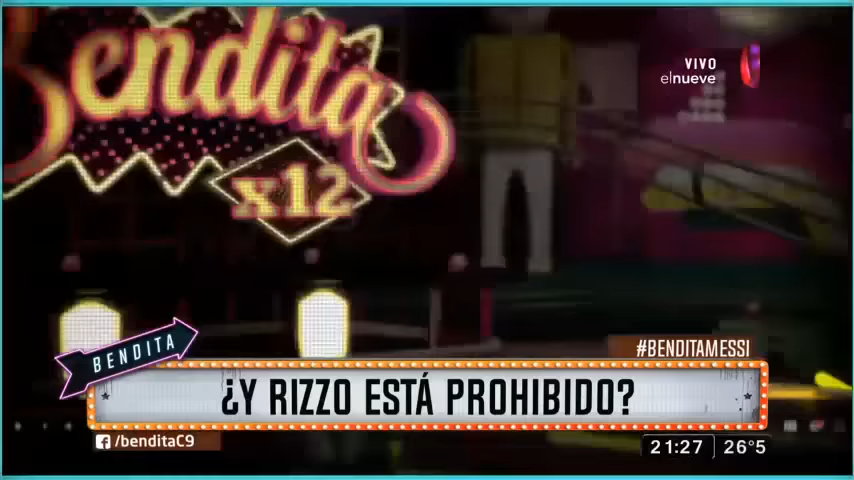 Bendita
x12
VIVO
elnueve
BENDITA
#BENDITAMESSI
¿Y RIZZO ESTÁ PROHIBIDO?
/benditaC9
21:27
26°5